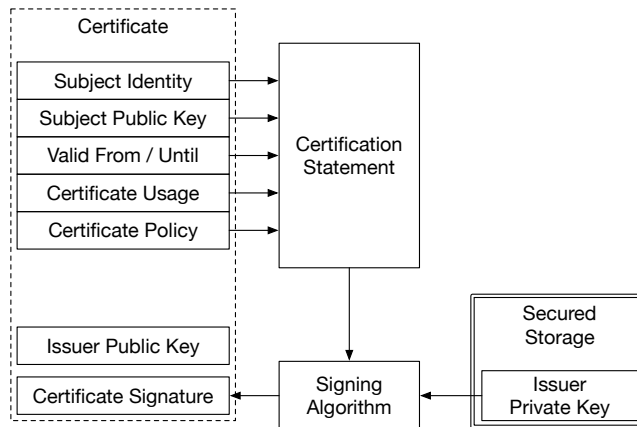 Certificate
Subject Identity
Subject Public Key
Valid From / Until
Certificate Usage
Certificate Policy
Certification
Statement
Issuer Public Key
Certificate Signature
Signing
Algorithm
Secured
Storage
Issuer
Private Key